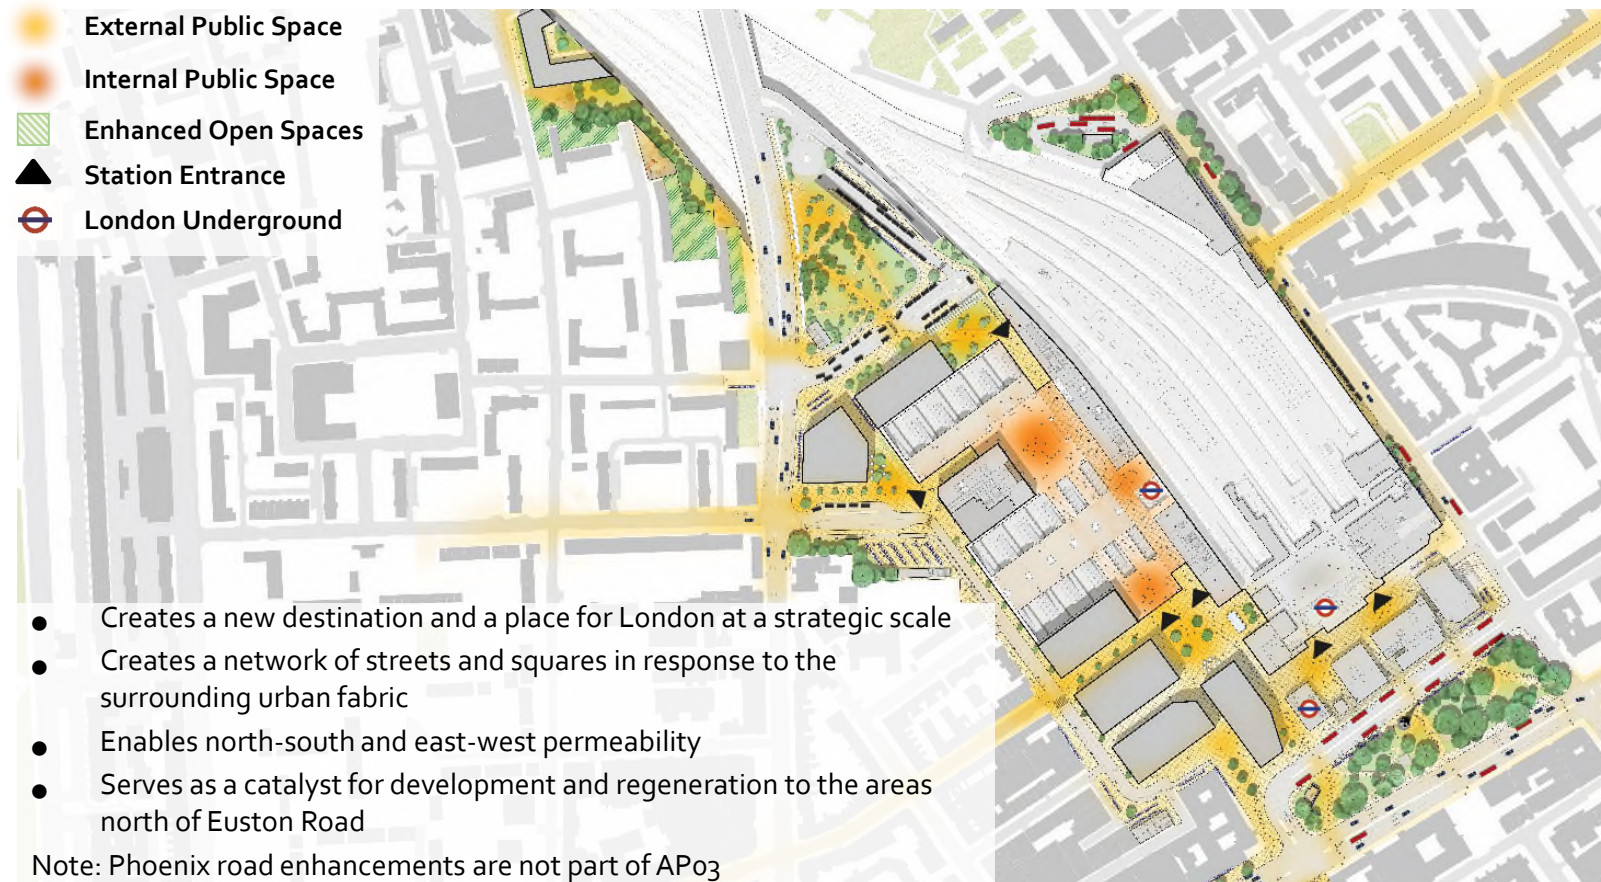 External Public Space
Internal Public Space
Enhanced Open Spaces
Station Entrance
London Underground
● Creates a new destination and a place for London at a strategic scale
● Creates a network of streets and squares in response to the
surrounding urban fabric
● Enables north-south and east-west permeability
● Serves as a catalyst for development and regeneration to the areas
north of Euston Road
Note: Phoenix road enhancements are not part of AP03